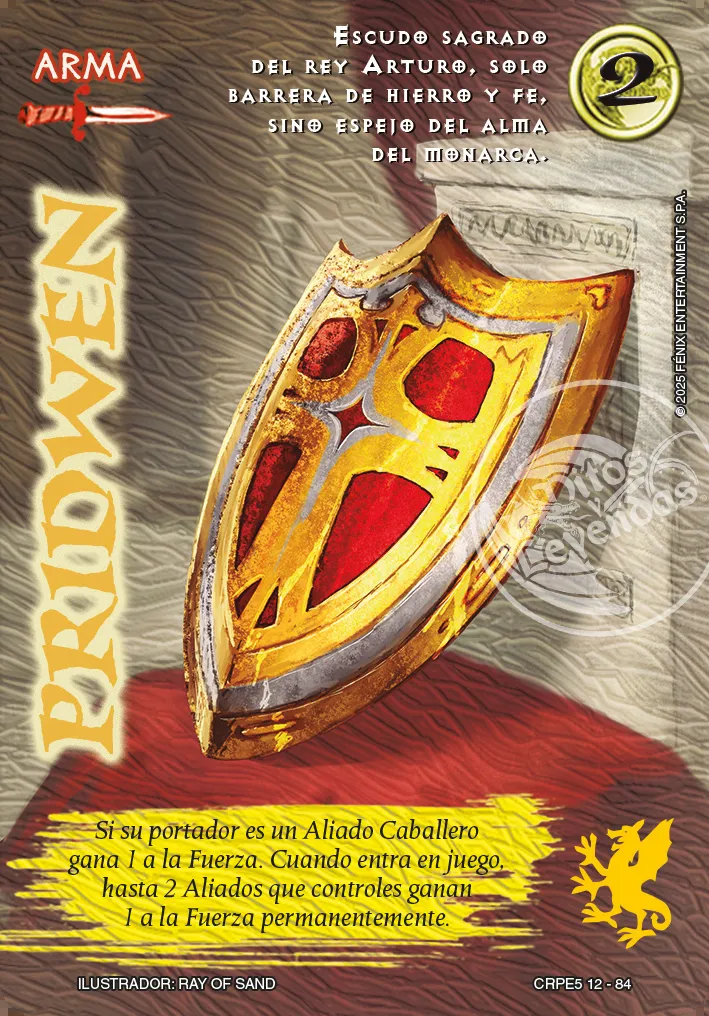 ARMA
ESCUDO SAGRADO
DEL REY ARTURO, SOLO
BARRERA DE HIERRO Y FE,
SINO ESPEJO DEL ALMA
DEL MONARCA.
2
PRIDWEN
© 2025 FÉNIX ENTERTAINMENT S.P.A.
Mitos
y
Leyendas
Si su portador es un Aliado Caballero
gana 1 a la Fuerza. Cuando entra en juego,
hasta 2 Aliados que controles ganan
1 a la Fuerza permanentemente.
ILUSTRADOR: RAY OF SAND
CRPE5 12 - 84